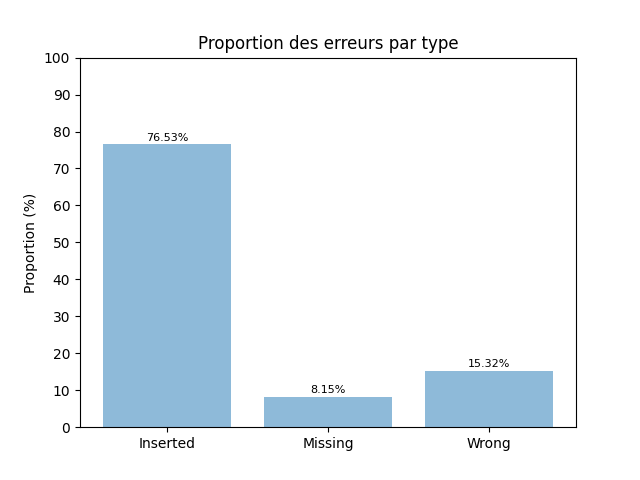 Proportion des erreurs par type
Proportion (%)
100
90
80
70
60
50
40
30
20
10
0
76.53%
8.15%
15.32%
Inserted
Missing
Wrong